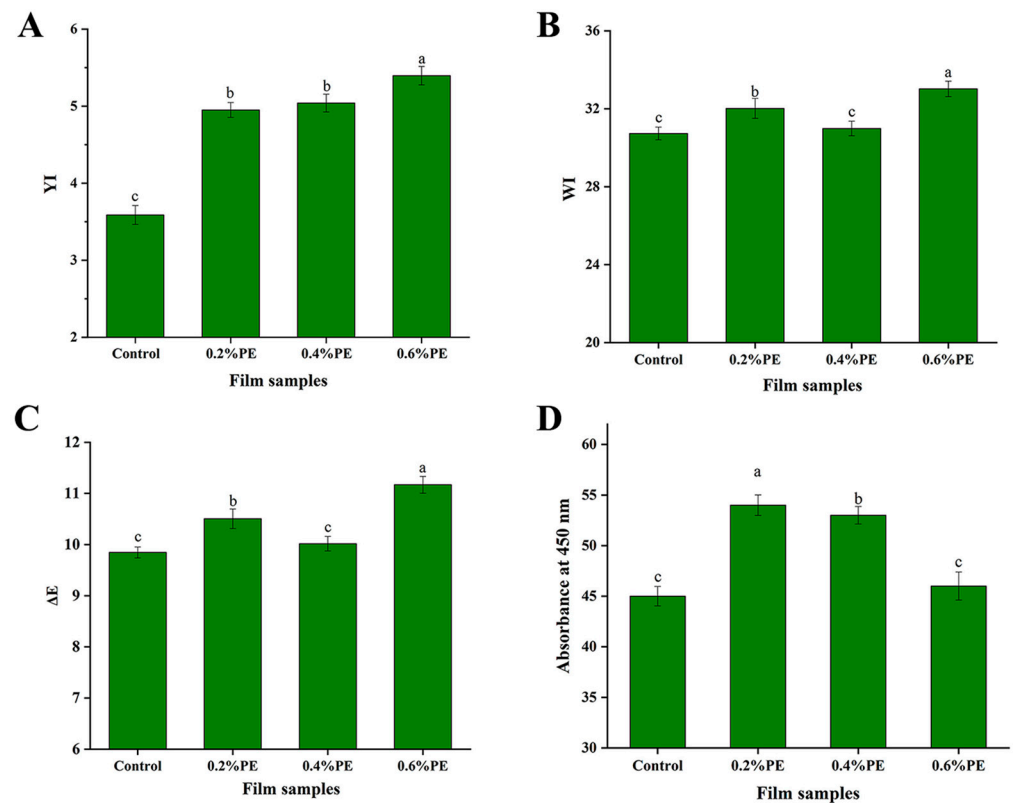 A
YI
6
5
4
3
2
c
b
b
a
Control 0.2%PE 0.4%PE 0.6%PE
Film samples
B
WI
36
32
28
24
20
c
b
c
a
Control 0.2%PE 0.4%PE 0.6%PE
Film samples
C
ΔE
12
11
10
9
8
7
6
c
b
c
a
Control 0.2%PE 0.4%PE 0.6%PE
Film samples
D
Absorbance at 450 nm
60
55
50
45
40
35
30
c
a
b
c
Control 0.2%PE 0.4%PE 0.6%PE
Film samples